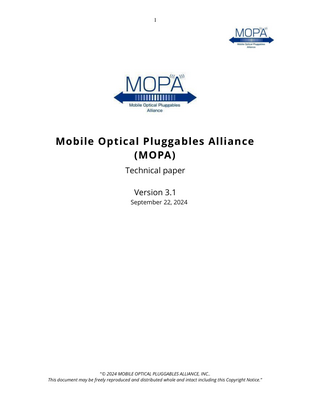 1
MOPA
Mobile Optical Pluggables
Alliance
MOPA
Mobile Optical Pluggables
Alliance
Mobile Optical Pluggables Alliance
(MOPA)
Technical paper
Version 3.1
September 22, 2024
"© 2024 MOBILE OPTICAL PLUGGABLES ALLIANCE, INC..
This document may be freely reproduced and distributed whole and intact including this Copyright Notice."